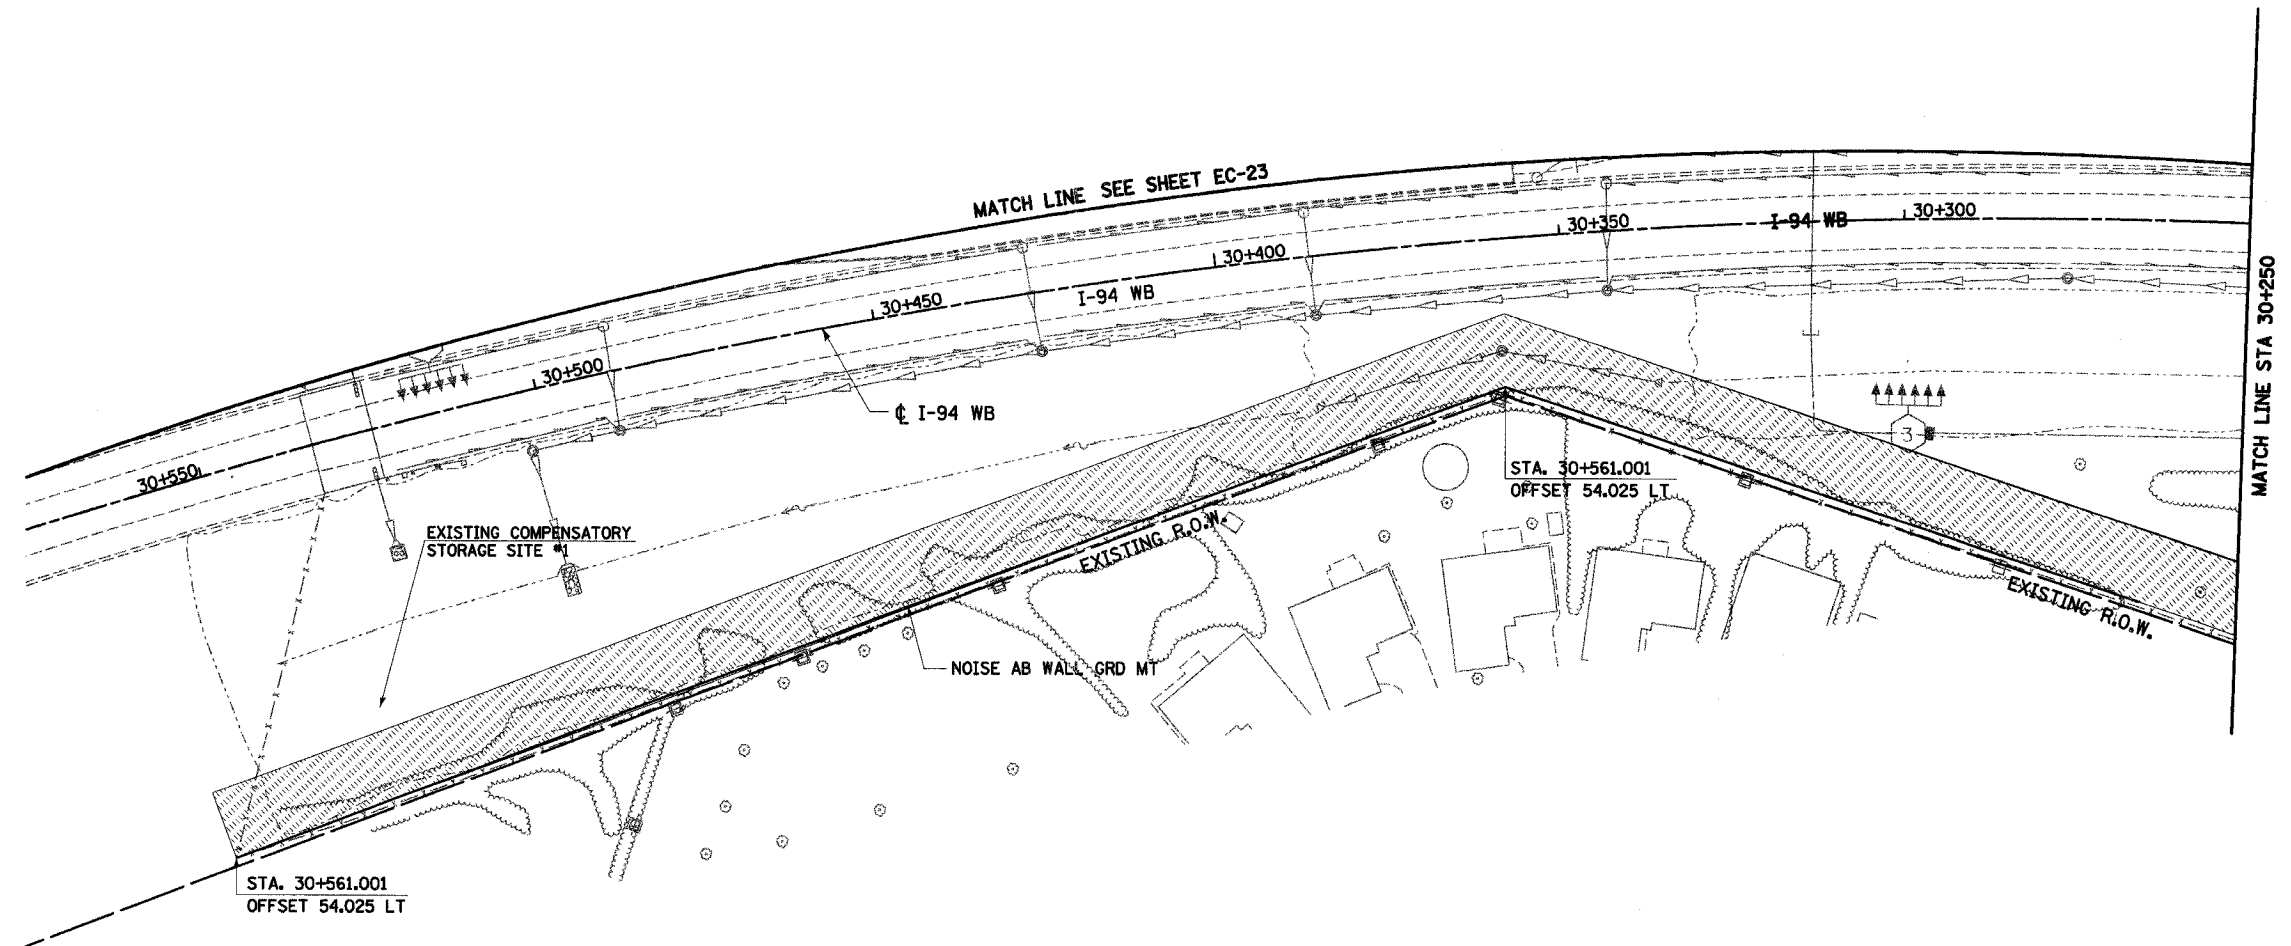 MATCH LINE SEE SHEET EC-23
30+550
30+500
30+450
30+400
30+350
30+300
I-94 WB
I-94 WB
℄ I-94 WB
MATCH LINE STA 30+250
3
STA. 30+561.001
OFFSET 54.025 LT
EXISTING COMPENSATORY
STORAGE SITE #1
EXISTING R.O.W.
EXISTING R.O.W.
NOISE AB WALL GRD MT
STA. 30+561.001
OFFSET 54.025 LT